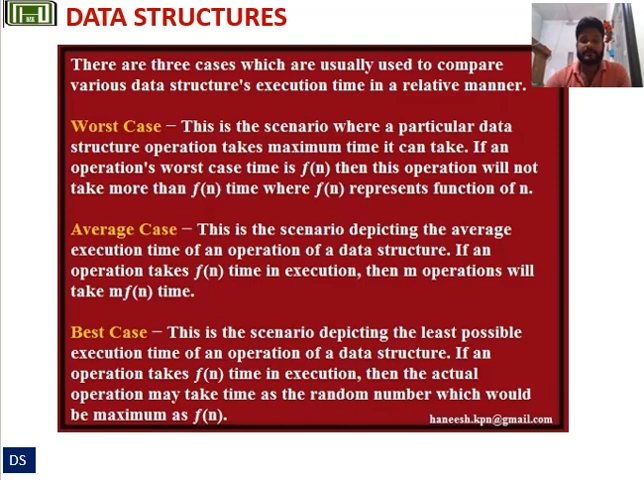 DATA STRUCTURES
There are three cases which are usually used to compare
various data structure's execution time in a relative manner.
Worst Case − This is the scenario where a particular data
structure operation takes maximum time it can take. If an
operation's worst case time is ƒ(n) then this operation will not
take more than ƒ(n) time where ƒ(n) represents function of n.
Average Case − This is the scenario depicting the average
execution time of an operation of a data structure. If an
operation takes ƒ(n) time in execution, then m operations will
take mƒ(n) time.
Best Case − This is the scenario depicting the least possible
execution time of an operation of a data structure. If an
operation takes ƒ(n) time in execution, then the actual
operation may take time as the random number which would
be maximum as ƒ(n).
haneesh.kpn@gmail.com
DS